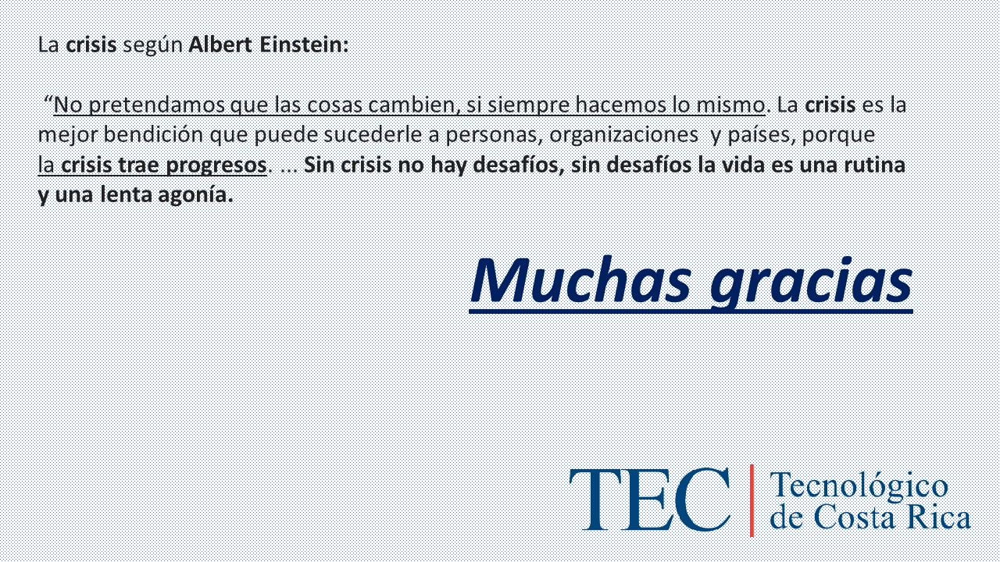 La crisis según Albert Einstein:
“No pretendamos que las cosas cambien, si siempre hacemos lo mismo. La crisis es la
mejor bendición que puede sucederle a personas, organizaciones  y países, porque
la crisis trae progresos. ... Sin crisis no hay desafíos, sin desafíos la vida es una rutina
y una lenta agonía.
Muchas gracias
TEC
Tecnológico
de Costa Rica